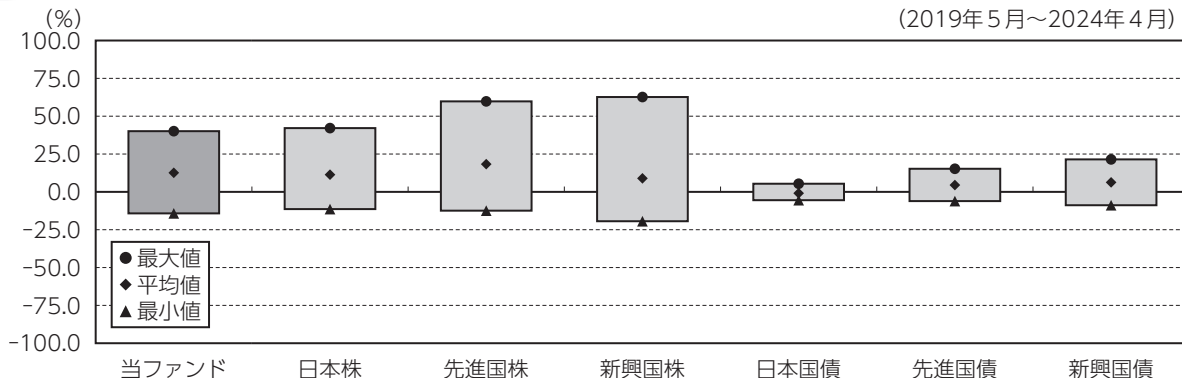 (%)
(2019年5月~2024年4月)
100.0
75.0
50.0
25.0
0.0
-25.0
-50.0
-75.0
-100.0
●最大値
◆平均値
▲最小値
当ファンド 日本株 先進国株 新興国株 日本国債 先進国債 新興国債